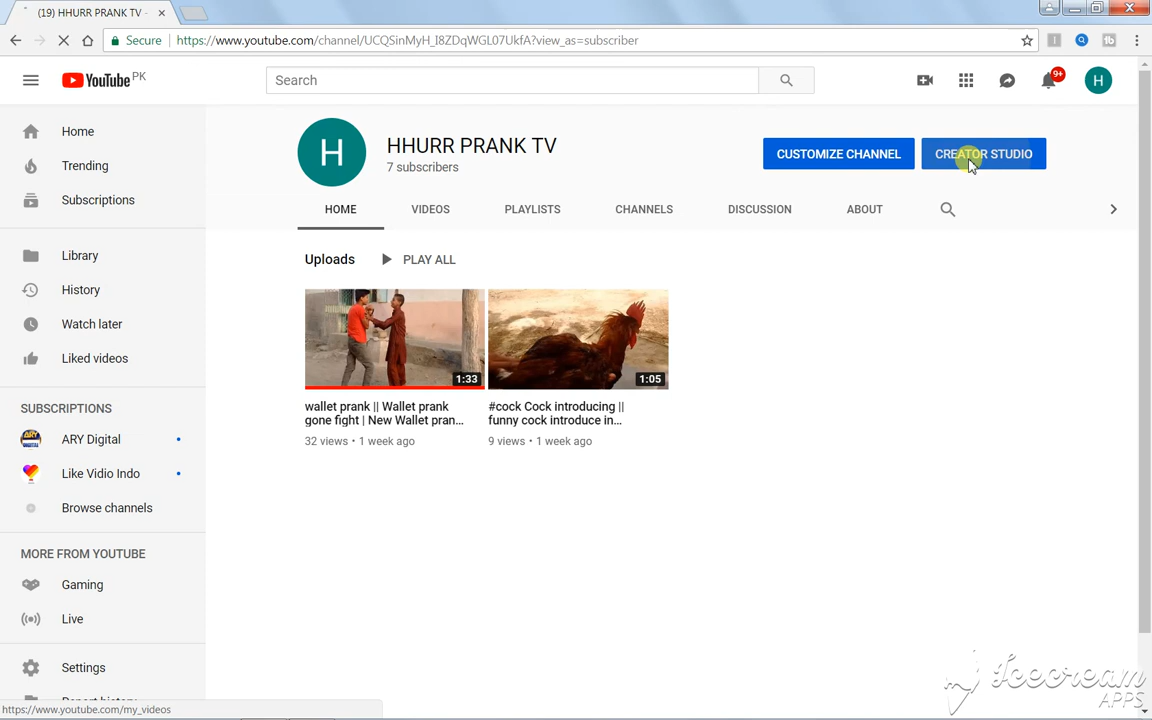 (19) HHURR PRANK TV -
Secure
https://www.youtube.com/channel/UCQSinMyH_I8ZDqWGL07UkfA?view_as=subscriber
YouTube PK
Search
9+
H
Home
Trending
Subscriptions
Library
History
Watch later
Liked videos
SUBSCRIPTIONS
ARY Digital
Like Vidio Indo
Browse channels
MORE FROM YOUTUBE
Gaming
Live
Settings
Report history
https://www.youtube.com/my_videos
H
HHURR PRANK TV
7 subscribers
CUSTOMIZE CHANNEL
CREATOR STUDIO
HOME
VIDEOS
PLAYLISTS
CHANNELS
DISCUSSION
ABOUT
Uploads
PLAY ALL
1:33
wallet prank || Wallet prank
gone fight | New Wallet pran...
32 views • 1 week ago
1:05
#cock Cock introducing ||
funny cock introduce in...
9 views • 1 week ago
Icecream
APPS